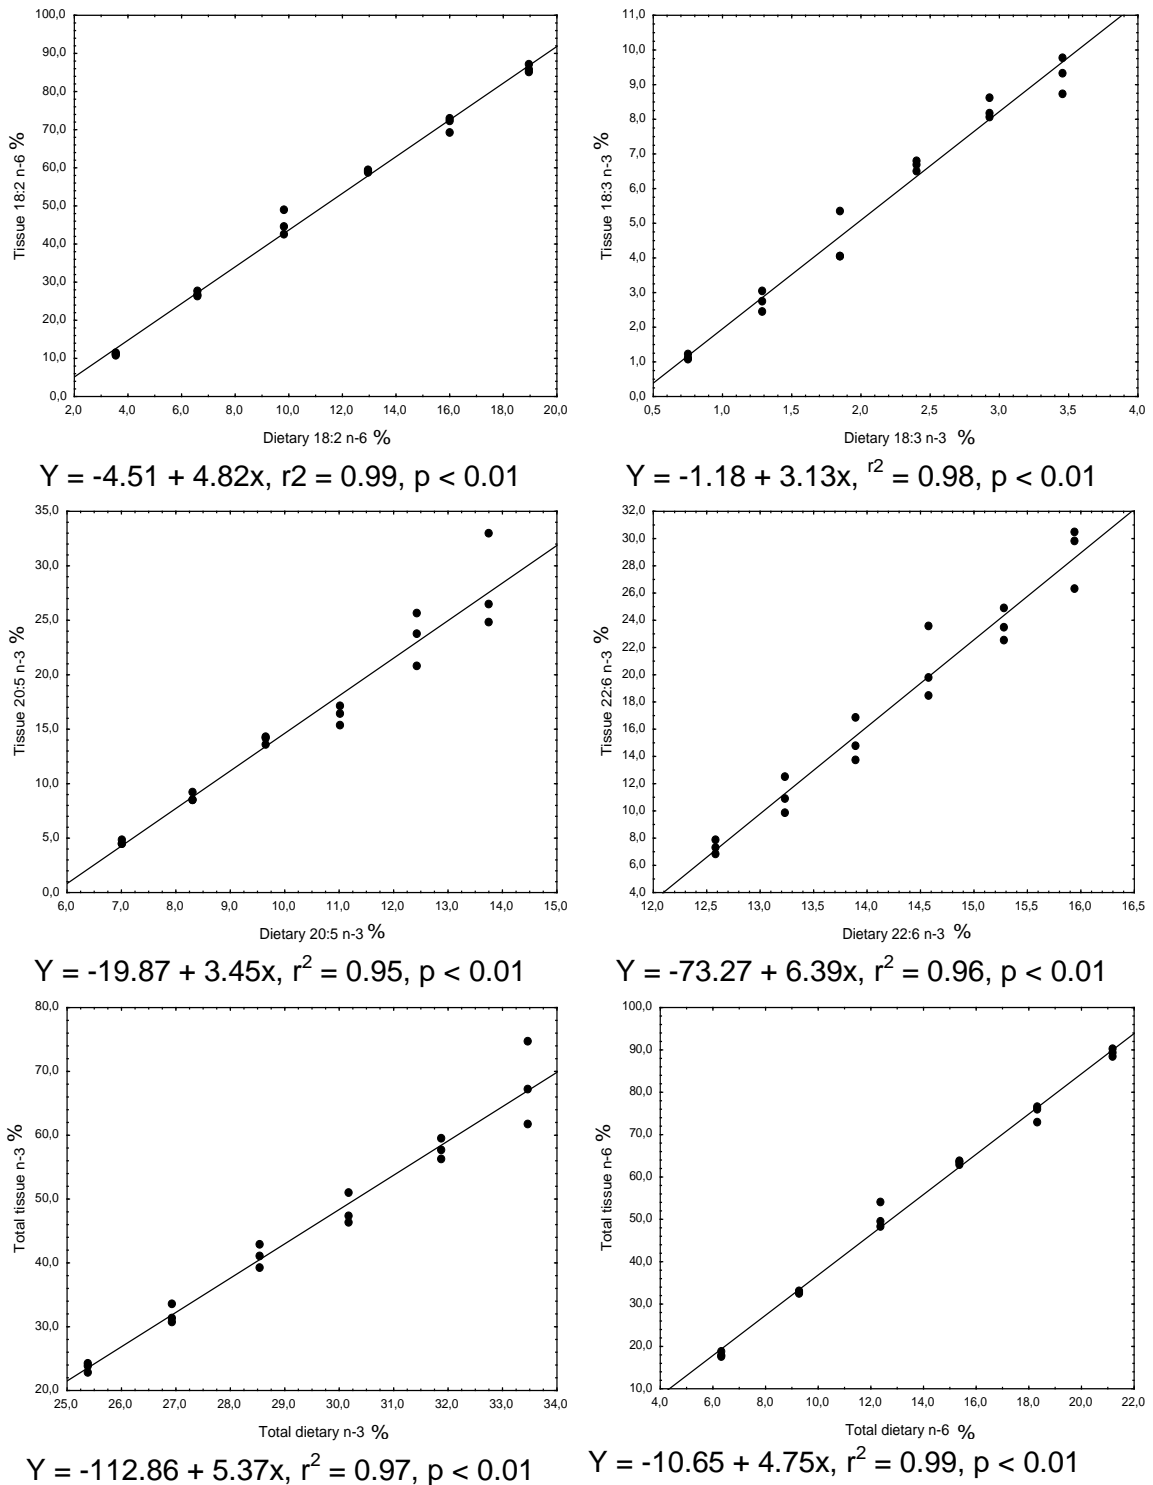 100,0
90,0
80,0
70,0
60,0
50,0
40,0
30,0
20,0
10,0
0,0
Tissue 18:2 n-6 %
2,0 4,0 6,0 8,0 10,0 12,0 14,0 16,0 18,0 20,0
Dietary 18:2 n-6 %
Y = -4.51 + 4.82x, r2 = 0.99, p < 0.01
11,0
10,0
9,0
8,0
7,0
6,0
5,0
4,0
3,0
2,0
1,0
0,0
Tissue 18:3 n-3 %
0,5 1,0 1,5 2,0 2,5 3,0 3,5 4,0
Dietary 18:3 n-3 %
Y = -1.18 + 3.13x, r2 = 0.98, p < 0.01
35,0
30,0
25,0
20,0
15,0
10,0
5,0
0,0
Tissue 20:5 n-3 %
6,0 7,0 8,0 9,0 10,0 11,0 12,0 13,0 14,0 15,0
Dietary 20:5 n-3 %
Y = -19.87 + 3.45x, r2 = 0.95, p < 0.01
32,0
30,0
28,0
26,0
24,0
22,0
20,0
18,0
16,0
14,0
12,0
10,0
8,0
6,0
4,0
Tissue 22:6 n-3 %
12,0 12,5 13,0 13,5 14,0 14,5 15,0 15,5 16,0 16,5
Dietary 22:6 n-3 %
Y = -73.27 + 6.39x, r2 = 0.96, p < 0.01
80,0
70,0
60,0
50,0
40,0
30,0
20,0
Total tissue n-3 %
25,0 26,0 27,0 28,0 29,0 30,0 31,0 32,0 33,0 34,0
Total dietary n-3 %
Y = -112.86 + 5.37x, r2 = 0.97, p < 0.01
100,0
90,0
80,0
70,0
60,0
50,0
40,0
30,0
20,0
10,0
Total tissue n-6 %
4,0 6,0 8,0 10,0 12,0 14,0 16,0 18,0 20,0 22,0
Total dietary n-6 %
Y = -10.65 + 4.75x, r2 = 0.99, p < 0.01